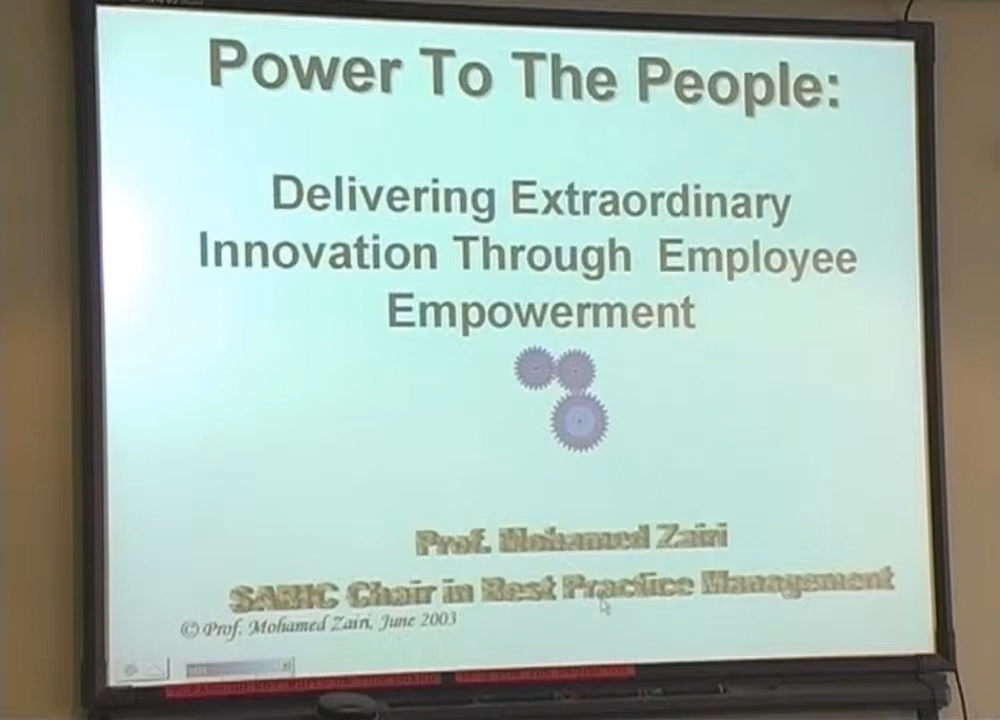 Power To The People:
Delivering Extraordinary
Innovation Through Employee
Empowerment
Prof. Mohamed Zairi
SABIC Chair in Best Practice Management
© Prof. Mohamed Zairi, June 2003